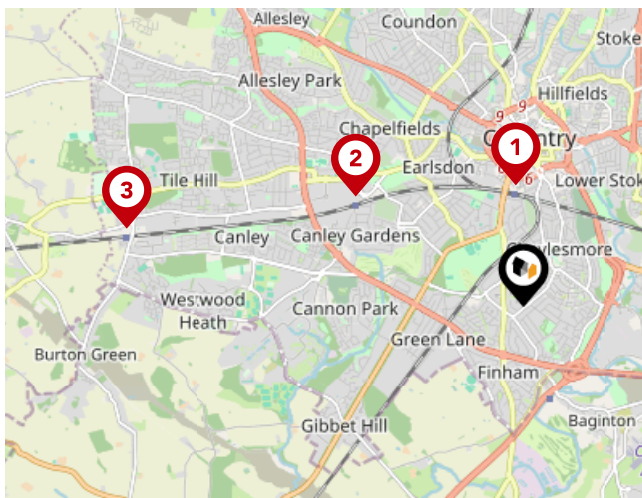 Allesley
Coundon
Stoke
Allesley Park
Hillfields
9
9
Chapelfields
1
2
Earlsdon
6
Lower Stok
3
Tile Hill
Canley
Canley Gardens
Westwood
Heath
Cannon Park
Burton Green
Green Lane
Finham
Gibbet Hill
Baginton